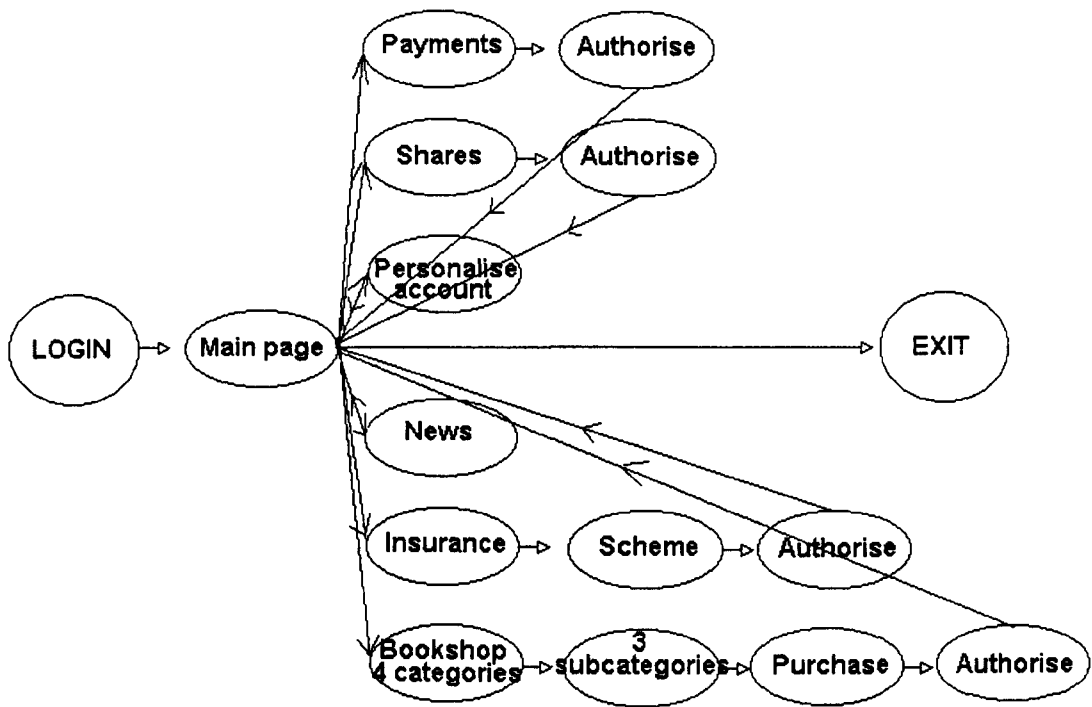 Payments
Authorise
Shares
Authorise
Personalise
account
LOGIN
Main page
EXIT
News
Insurance
Scheme
Authorise
Bookshop
4 categories
3
subcategories
Purchase
Authorise